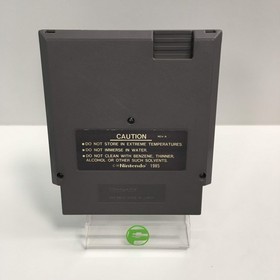 CAUTION
REV-A
● DO NOT STORE IN EXTREME TEMPERATURES.
● DO NOT IMMERSE IN WATER.
● DO NOT CLEAN WITH BENZENE, THINNER,
ALCOHOL OR OTHER SUCH SOLVENTS.
© Nintendo 1985